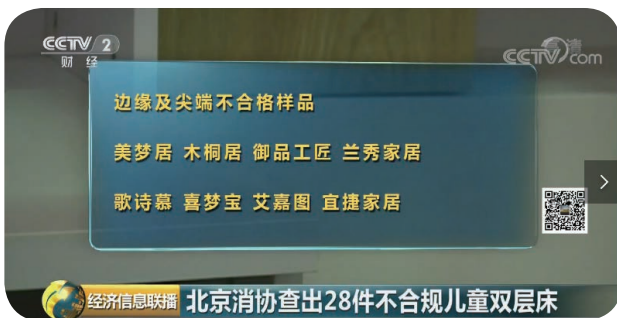 CCTV 2
财 经
CCTV 清
com
边缘及尖端不合格样品
美梦居 木桐居 御品工匠 兰秀家居
歌诗慕 喜梦宝 艾嘉图 宜捷家居
经济信息联播
北京消协查出28件不合规儿童双层床